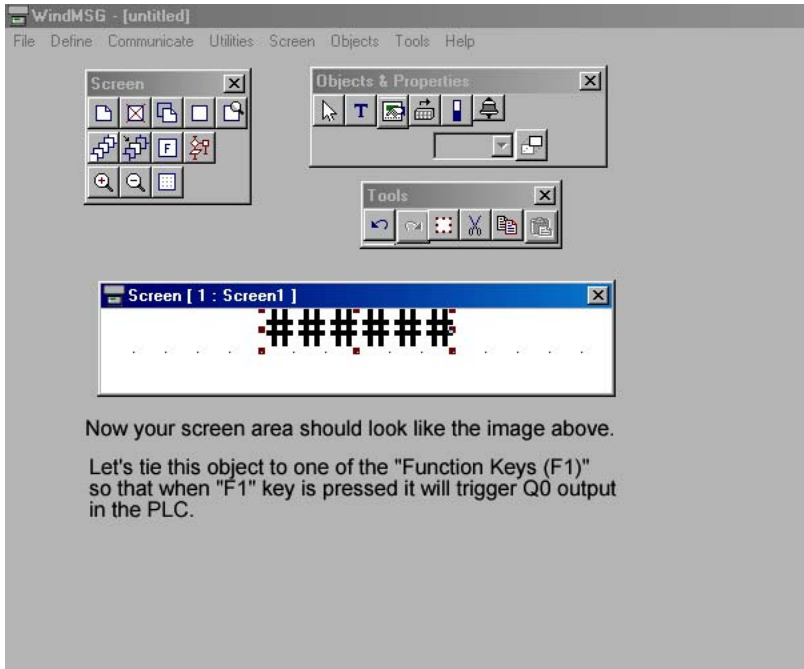 WindMSG - [untitled]
File Define Communicate Utilities Screen Objects Tools Help
Screen
Objects & Properties
T
F
Tools
Screen [ 1 : Screen1 ]
######
Now your screen area should look like the image above.
Let's tie this object to one of the "Function Keys (F1)"
so that when "F1" key is pressed it will trigger Q0 output
in the PLC.